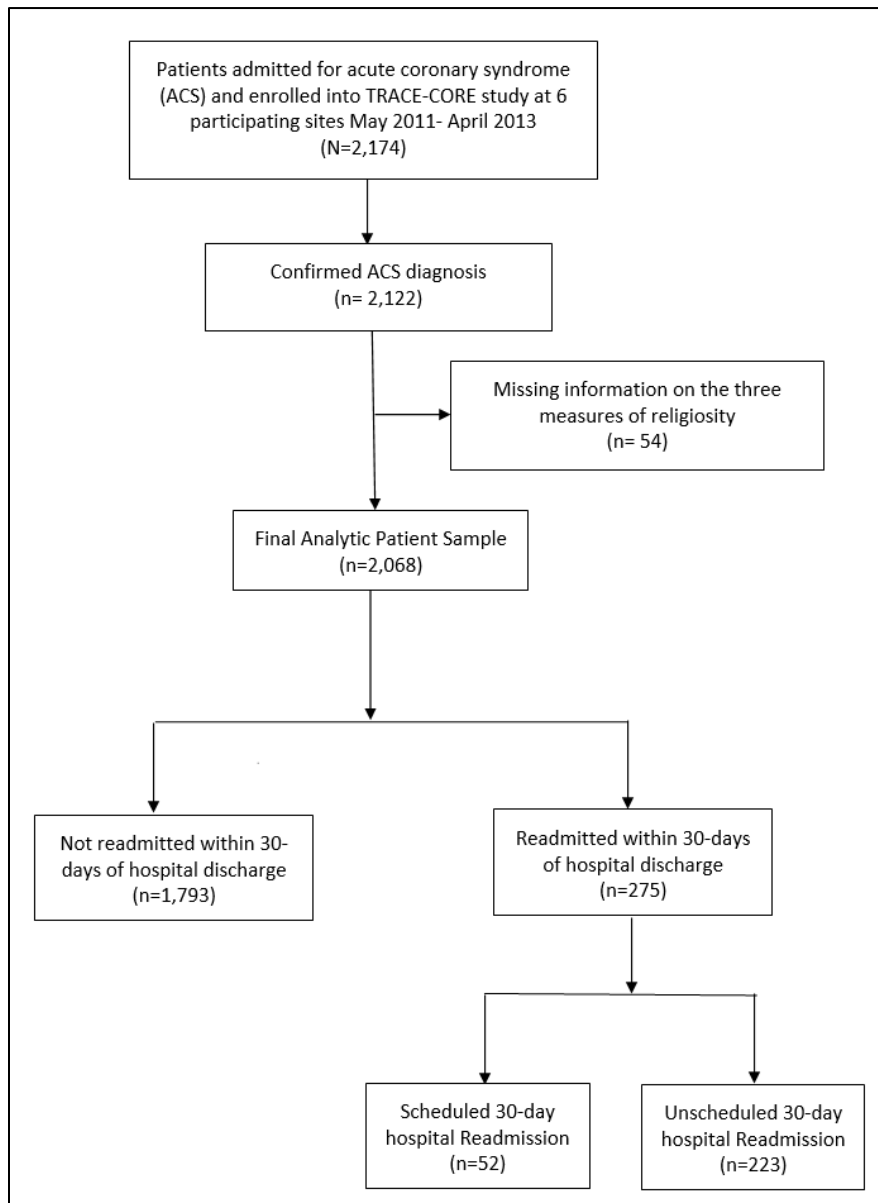 Patients admitted for acute coronary syndrome
(ACS) and enrolled into TRACE-CORE study at 6
participating sites May 2011- April 2013
(N=2,174)
Confirmed ACS diagnosis
(n= 2,122)
Missing information on the three
measures of religiosity
(n= 54)
Final Analytic Patient Sample
(n=2,068)
Not readmitted within 30-
days of hospital discharge
(n=1,793)
Readmitted within 30-days
of hospital discharge
(n=275)
Scheduled 30-day
hospital Readmission
(n=52)
Unscheduled 30-day
hospital Readmission
(n=223)